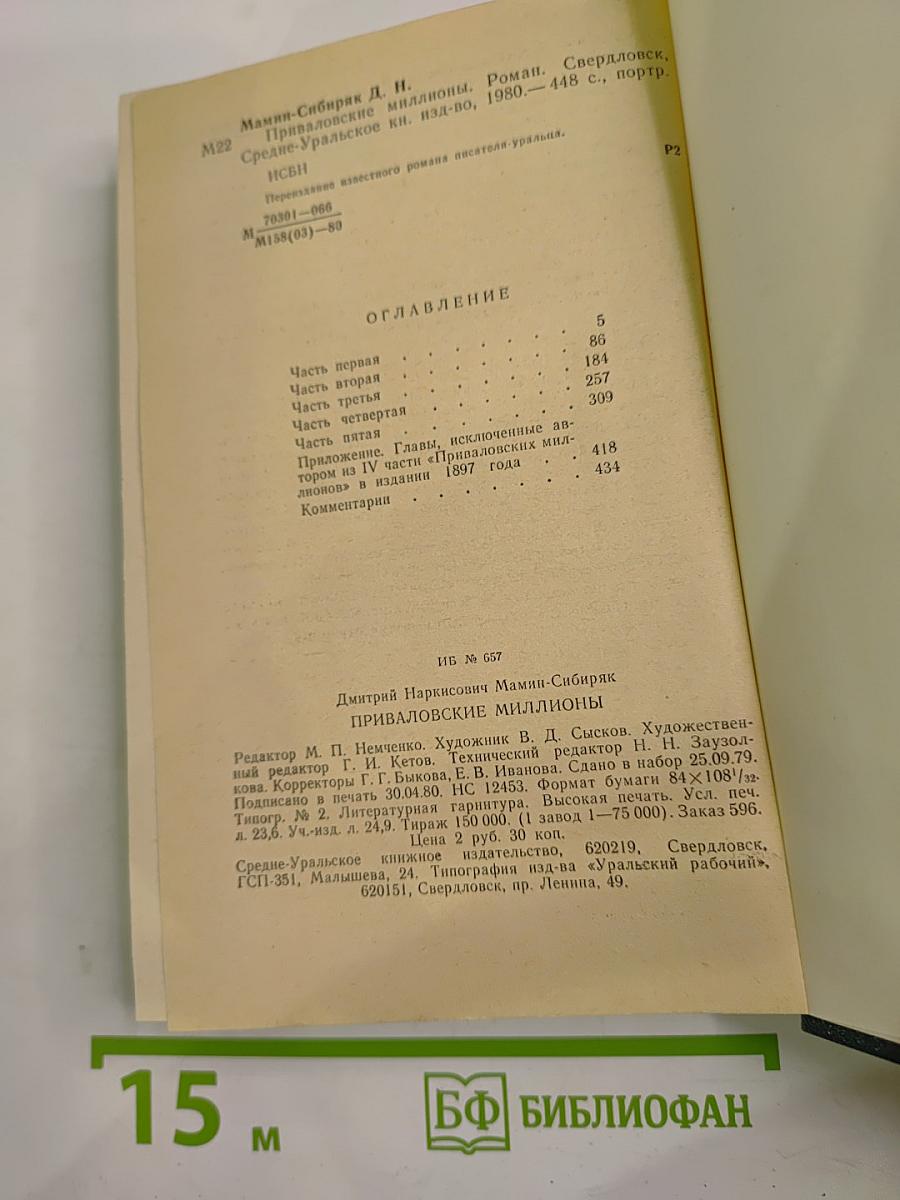 Мамин-Сибиряк Д. Н.
М22 Приваловские миллионы. Роман. Свердловск,
Средне-Уральское кн. изд-во, 1980.— 448 с., портр.
ИСБН
Переиздание известного романа писателя-уральца.
70301—066
М
М158(03)—80
Р2
ОГЛАВЛЕНИЕ
Часть первая . . . . . . . 5
Часть вторая . . . . . . . 86
Часть третья . . . . . . . 184
Часть четвертая . . . . . . 257
Часть пятая . . . . . . . 309
Приложение. Главы, исключенные ав-
тором из IV части «Приваловских мил-
лионов» в издании 1897 года . . 418
Комментарии . . . . . . . 434
ИБ № 657
Дмитрий Наркисович Мамин-Сибиряк
ПРИВАЛОВСКИЕ МИЛЛИОНЫ
Редактор М. П. Немченко. Художник В. Д. Сысков. Художествен-
ный редактор Г. И. Кетов. Технический редактор Н. Н. Заузол-
кова. Корректоры Г. Г. Быкова, Е. В. Иванова. Сдано в набор 25.09.79.
Подписано в печать 30.04.80. НС 12453. Формат бумаги 84×108¹/₃₂.
Типогр. № 2. Литературная гарнитура. Высокая печать. Усл. печ.
л. 23,6. Уч.-изд. л. 24,9. Тираж 150 000. (1 завод 1—75 000). Заказ 596.
Цена 2 руб. 30 коп.
Средне-Уральское книжное издательство, 620219, Свердловск,
ГСП-351, Малышева, 24. Типография изд-ва «Уральский рабочий»,
620151, Свердловск, пр. Ленина, 49.
15 м
БФ БИБЛИОФАН